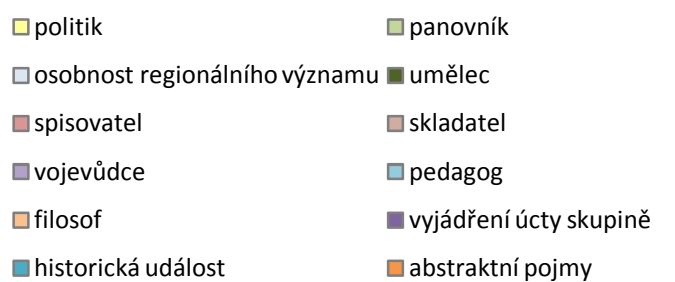 politik panovník
osobnost regionálního významu umělec
spisovatel skladatel
vojevůdce pedagog
filosof vyjádření úcty skupině
historická událost abstraktní pojmy